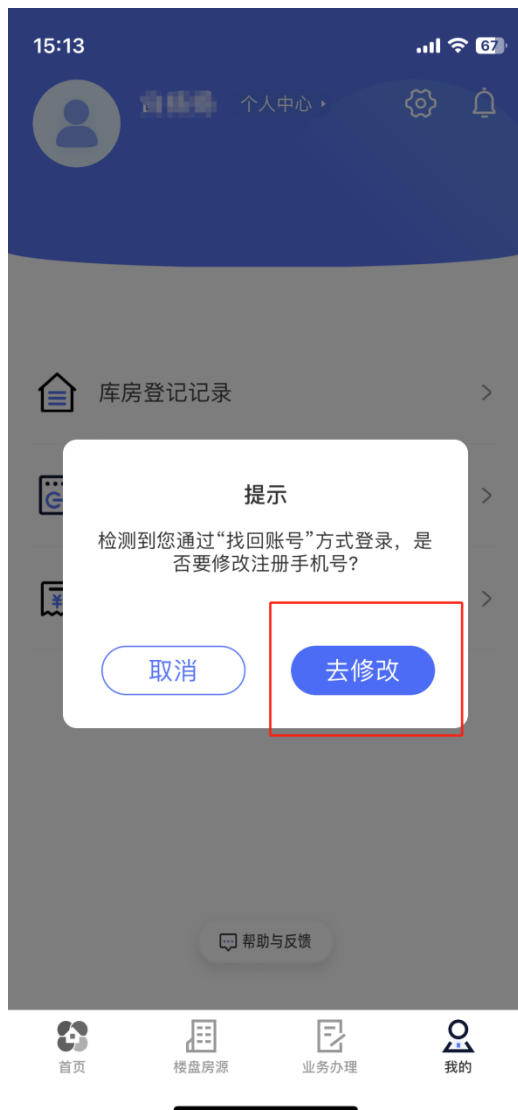 15:13
67
个人中心
库房登记记录
提示
检测到您通过“找回账号”方式登录，是
否要修改注册手机号?
取消
去修改
帮助与反馈
首页
楼盘房源
业务办理
我的